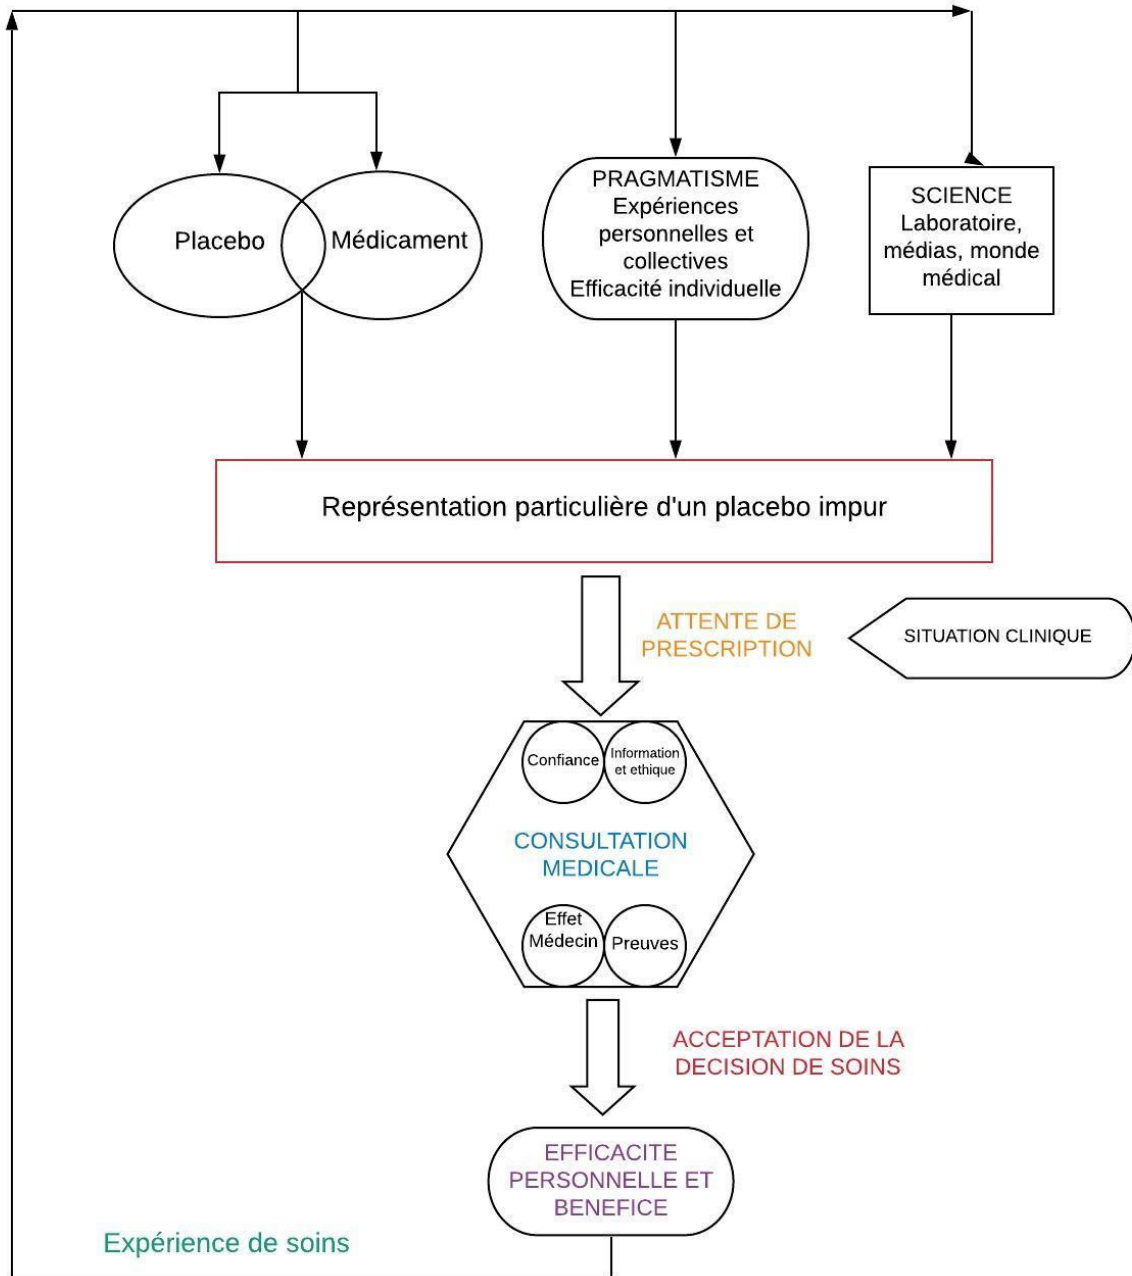 Placebo
Médicament
PRAGMATISME
Expériences
personnelles et
collectives
Efficacité individuelle
SCIENCE
Laboratoire,
médias, monde
médical
Représentation particulière d'un placebo impur
ATTENTE DE
PRESCRIPTION
SITUATION CLINIQUE
Confiance
Information
et ethique
CONSULTATION
MEDICALE
Effet
Médecin
Preuves
ACCEPTATION DE LA
DECISION DE SOINS
EFFICACITE
PERSONNELLE ET
BENEFICE
Expérience de soins